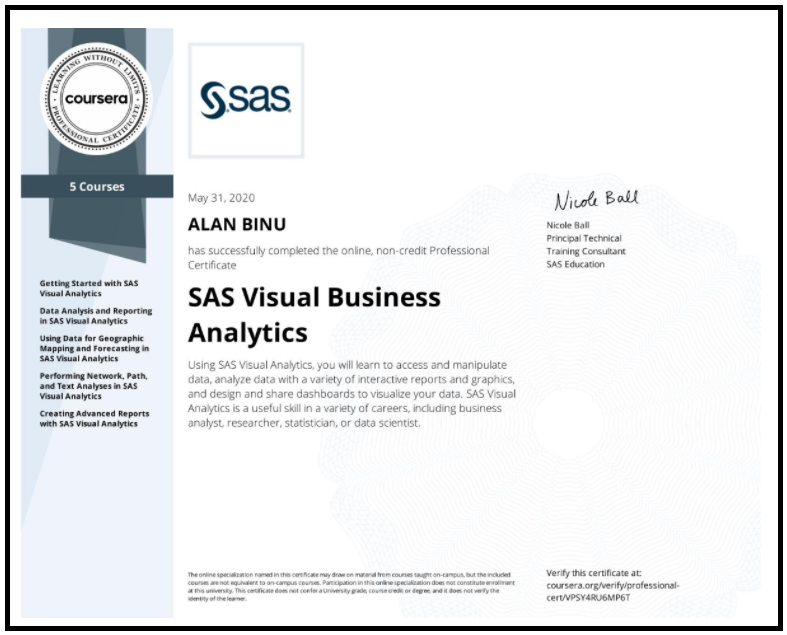 LEARNING WITHOUT LIMITS
coursera
PROFESSIONAL CERTIFICATE
5 Courses
Getting Started with SAS
Visual Analytics
Data Analysis and Reporting
in SAS Visual Analytics
Using Data for Geographic
Mapping and Forecasting in
SAS Visual Analytics
Performing Network, Path,
and Text Analyses in SAS
Visual Analytics
Creating Advanced Reports
with SAS Visual Analytics
sas
May 31, 2020
ALAN BINU
has successfully completed the online, non-credit Professional
Certificate
SAS Visual Business
Analytics
Using SAS Visual Analytics, you will learn to access and manipulate
data, analyze data with a variety of interactive reports and graphics,
and design and share dashboards to visualize your data. SAS Visual
Analytics is a useful skill in a variety of careers, including business
analyst, researcher, statistician, or data scientist.
Nicole Ball
Nicole Ball
Principal Technical
Training Consultant
SAS Education
The online specialization named in this certificate may draw on material from courses taught on-campus, but the included
courses are not equivalent to on-campus courses. Participation in this online specialization does not constitute enrollment
at this university. This certificate does not confer a University grade, course credit or degree, and it does not verify the
identity of the learner.
Verify this certificate at:
coursera.org/verify/professional-
cert/VPSY4RU6MP6T